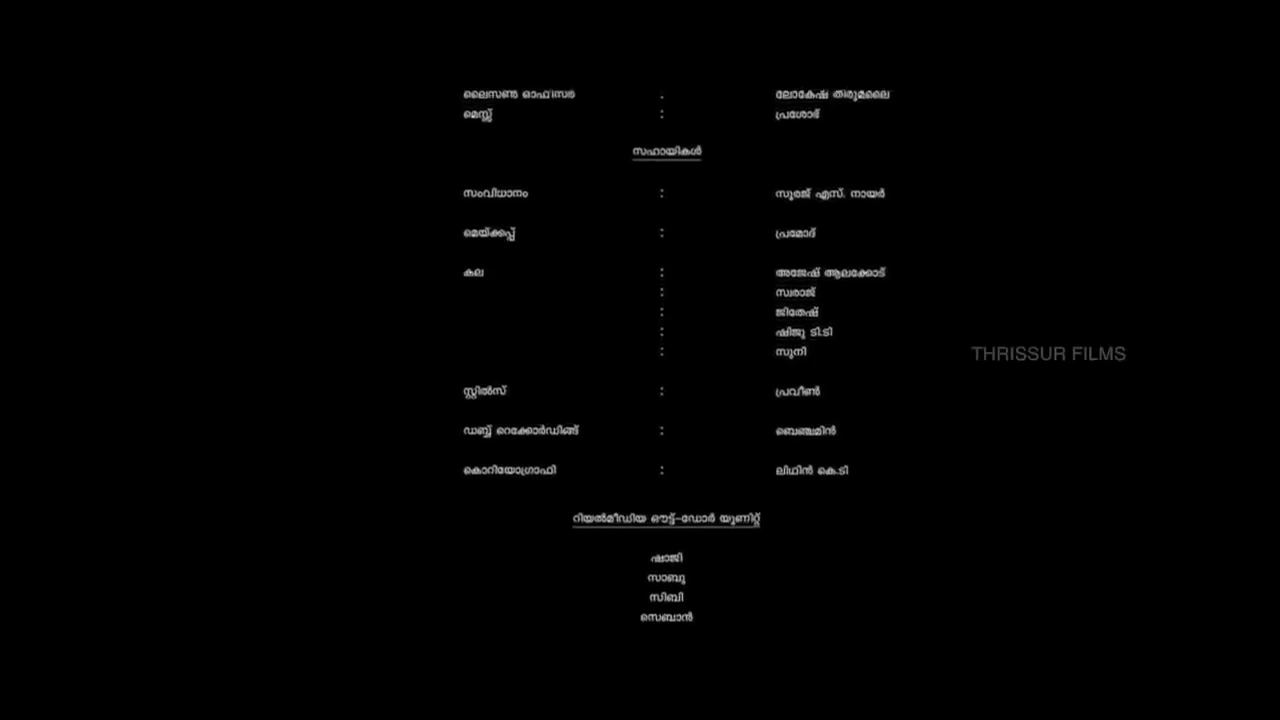 ലൈസൺ ഓഫീസർ : ലോകേഷ് തിരുമലൈ
മെസ്സ് : പ്രശോഭ്
സഹായികൾ
സംവിധാനം : സൂരജ് എസ്. നായർ
മെയ്ക്കപ്പ് : പ്രമോദ്
കല : അജേഷ് ആലക്കോട്
: സ്വരാജ്
: ജിതേഷ്
: ഷിജു ടി.ടി
: സുനി
THRISSUR FILMS
സ്റ്റിൽസ് : പ്രവീൺ
ഡബ്ബ് റെക്കോർഡിങ്ങ് : ബെഞ്ചമിൻ
കൊറിയോഗ്രാഫി : ലിഥിൻ കെ.ടി
റിയൽമീഡിയ ഔട്ട്-ഡോർ യൂണിറ്റ്
ഷാജി
സാബു
സിബി
സെബാൻ